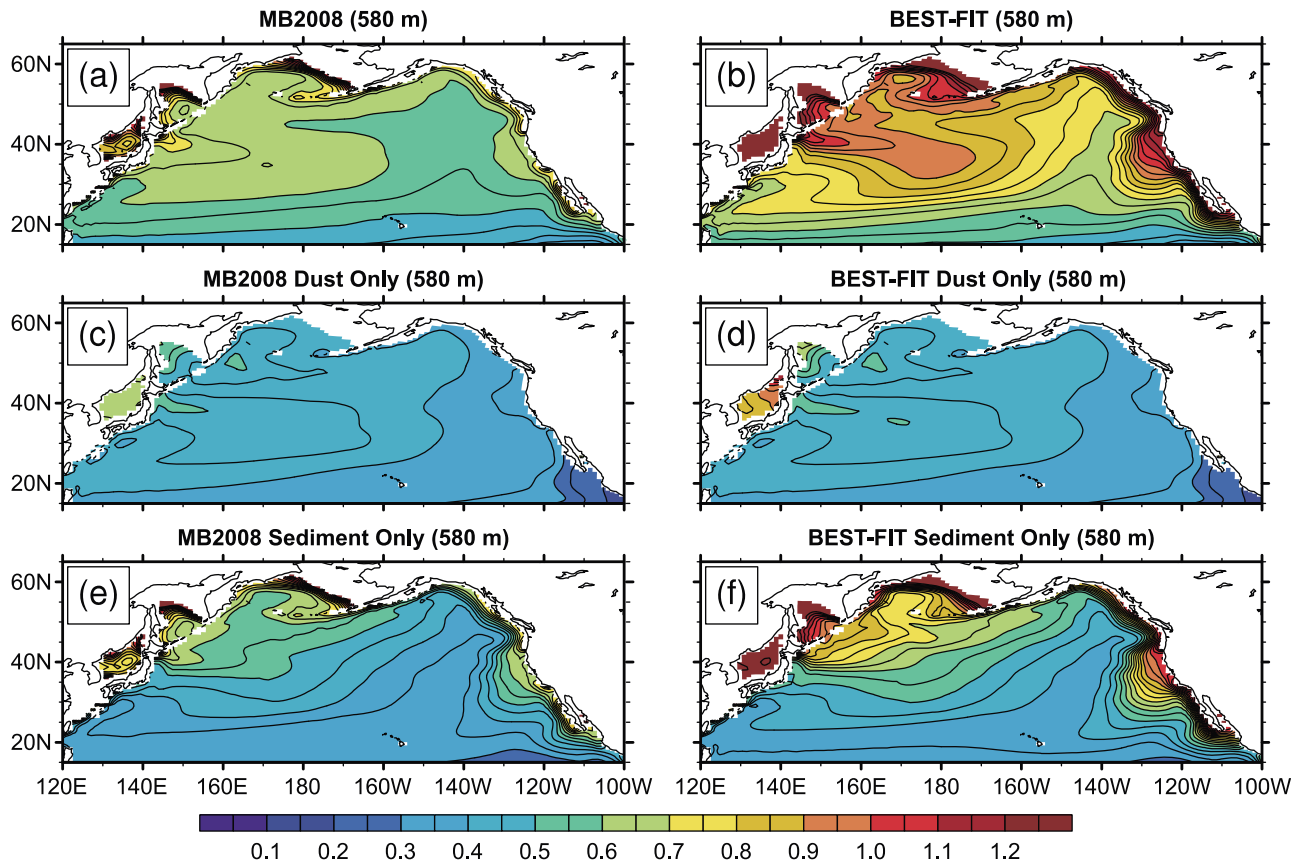 MB2008 (580 m) BEST-FIT (580 m)
60N (a) (b)
40N
20N
MB2008 Dust Only (580 m) BEST-FIT Dust Only (580 m)
60N (c) (d)
40N
20N
MB2008 Sediment Only (580 m) BEST-FIT Sediment Only (580 m)
60N (e) (f)
40N
20N
120E 140E 160E 180 160W 140W 120W 100W 120E 140E 160E 180 160W 140W 120W 100W
0.1 0.2 0.3 0.4 0.5 0.6 0.7 0.8 0.9 1.0 1.1 1.2